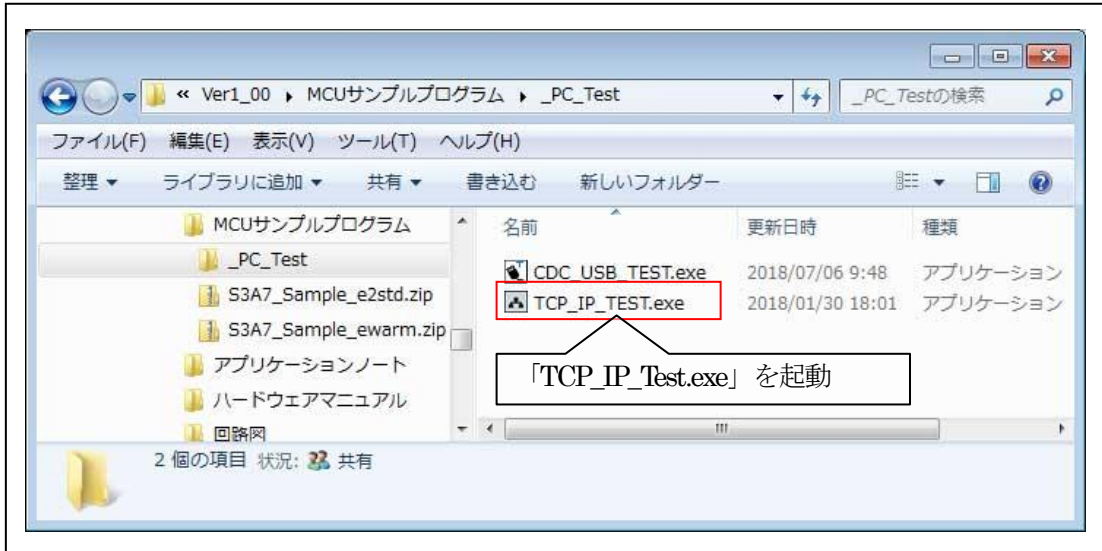 « Ver1_00 ▸ MCUサンプルプログラム ▸ _PC_Test
_PC_Testの検索
ファイル(F) 編集(E) 表示(V) ツール(T) ヘルプ(H)
整理 ▼ ライブラリに追加 ▼ 共有 ▼ 書き込む 新しいフォルダー
MCUサンプルプログラム
_PC_Test
S3A7_Sample_e2std.zip
S3A7_Sample_ewarm.zip
アプリケーションノート
ハードウェアマニュアル
回路図
名前 更新日時 種類
CDC_USB_TEST.exe 2018/07/06 9:48 アプリケーション
TCP_IP_TEST.exe 2018/01/30 18:01 アプリケーション
「TCP_IP_Test.exe」を起動
2 個の項目 状況: 共有